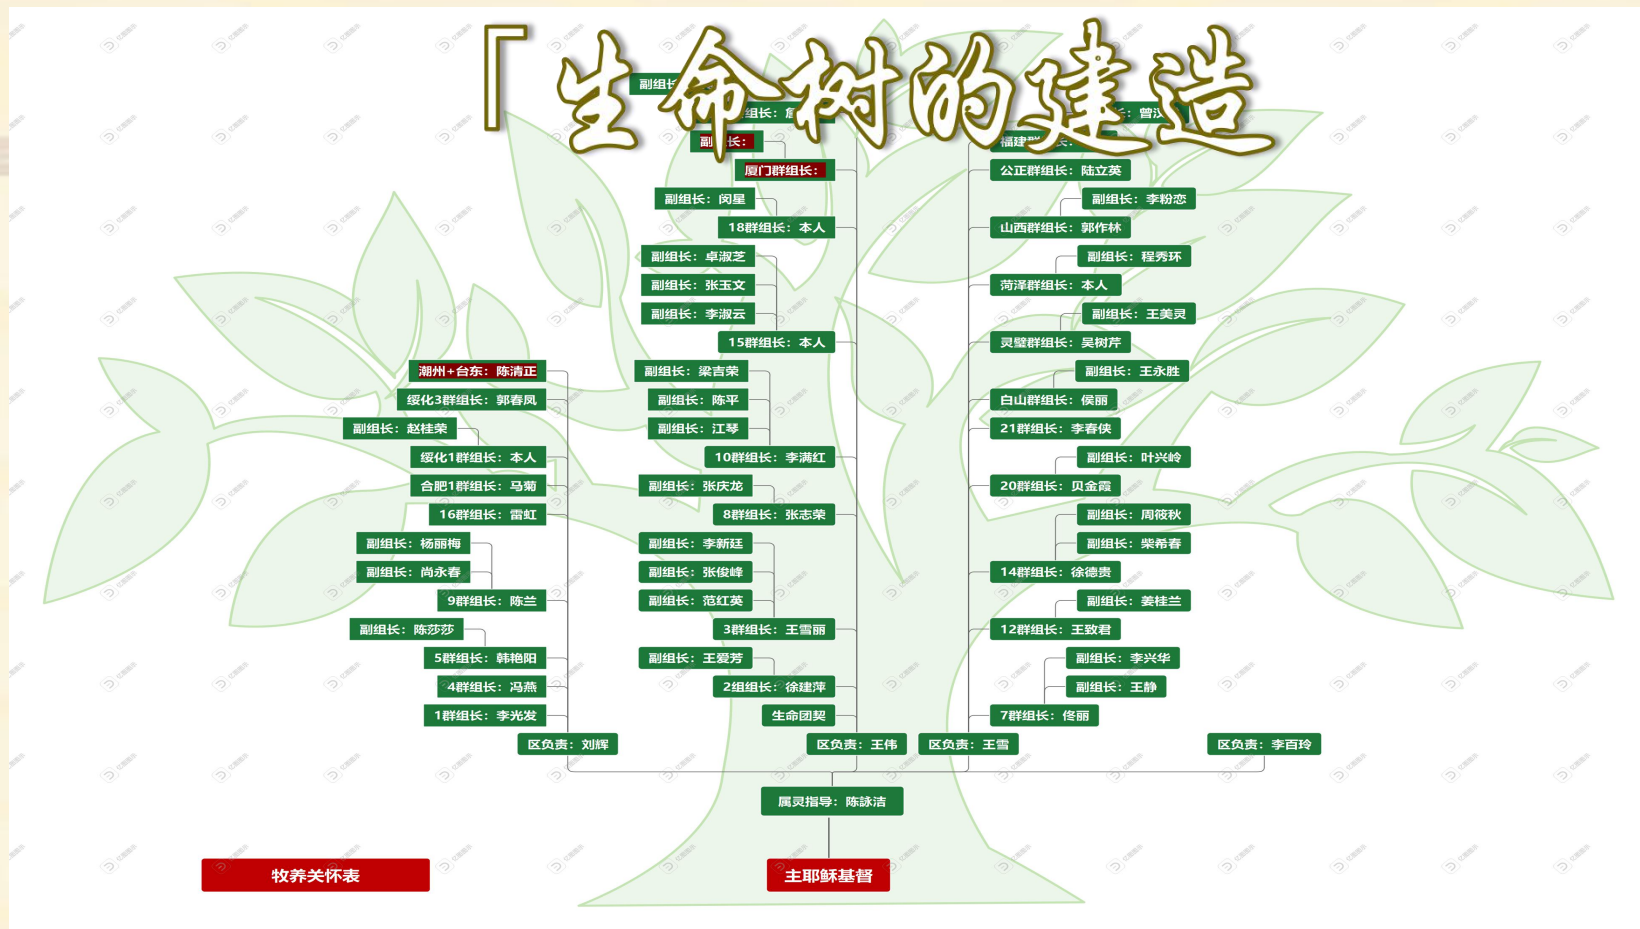 「生命树的建造
副组长
组长：詹
长：曾汉
副 长：
福建群 长：
厦门群组长：
公正群组长：陆立英
副组长：闵星
副组长：李粉恋
18群组长：本人
山西群组长：郭作林
副组长：卓淑芝
副组长：程秀环
副组长：张玉文
菏泽群组长：本人
副组长：李淑云
副组长：王美灵
15群组长：本人
灵璧群组长：吴树芹
潮州+台东：陈清正
副组长：梁吉荣
副组长：王永胜
绥化3群组长：郭春凤
副组长：陈平
白山群组长：侯丽
副组长：赵桂荣
副组长：江琴
21群组长：李春侠
绥化1群组长：本人
10群组长：李满红
副组长：叶兴岭
合肥1群组长：马菊
副组长：张庆龙
20群组长：贝金霞
16群组长：雷虹
8群组长：张志荣
副组长：周筱秋
副组长：杨丽梅
副组长：李新廷
副组长：柴希春
副组长：尚永春
副组长：张俊峰
14群组长：徐德贵
9群组长：陈兰
副组长：范红英
副组长：姜桂兰
副组长：陈莎莎
3群组长：王雪丽
12群组长：王致君
5群组长：韩艳阳
副组长：王爱芳
副组长：李兴华
4群组长：冯燕
2组组长：徐建萍
副组长：王静
1群组长：李光发
生命团契
7群组长：佟丽
区负责：刘辉
区负责：王伟
区负责：王雪
区负责：李百玲
属灵指导：陈詠洁
牧养关怀表
主耶稣基督